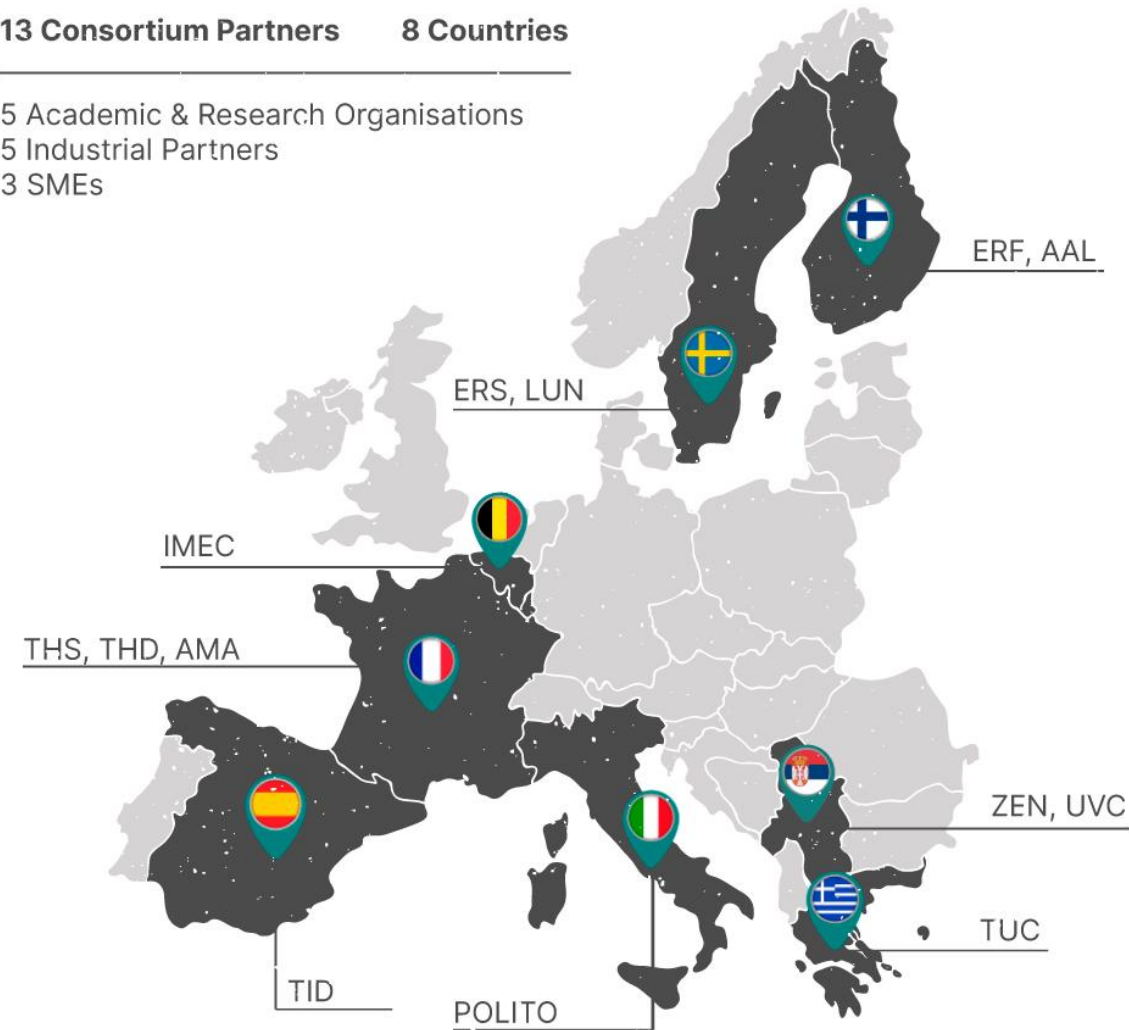 13 Consortium Partners 8 Countries
5 Academic & Research Organisations
5 Industrial Partners
3 SMEs
ERF, AAL
ERS, LUN
IMEC
THS, THD, AMA
ZEN, UVC
TUC
TID
POLITO